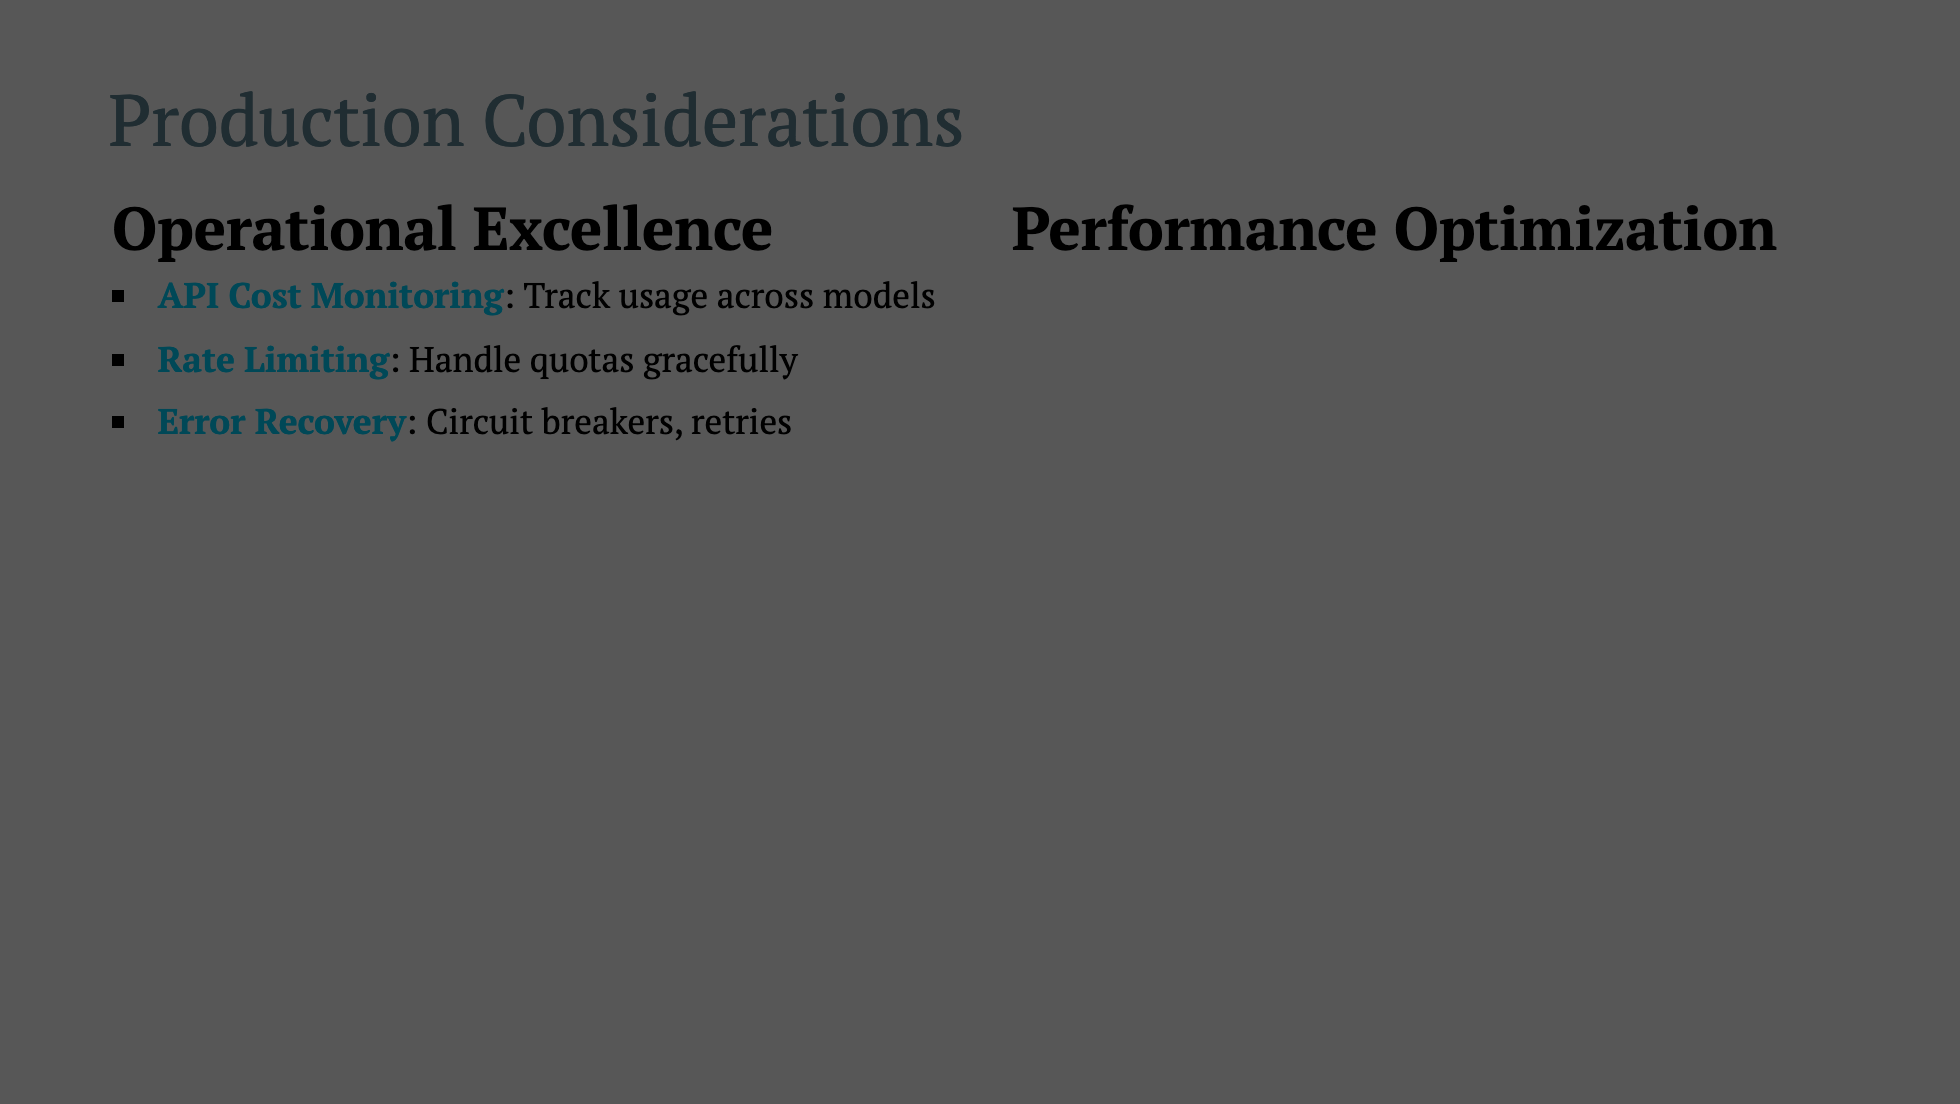 Production Considerations
Operational Excellence
API Cost Monitoring: Track usage across models
Rate Limiting: Handle quotas gracefully
Error Recovery: Circuit breakers, retries
Performance Optimization